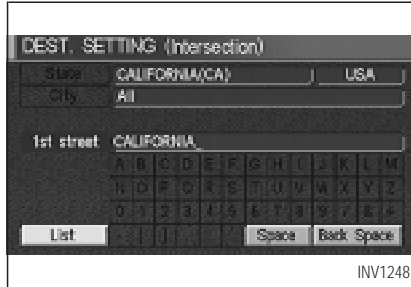 DEST. SETTING (Intersection)
State CALIFORNIA(CA) USA
City All
1st street CALIFORNIA_
A B C D E F G H I J K L M
N O P Q R S T U V W X Y Z
0 1 2 3 4 5 6 7 8 9 / & 
List Space Back Space
INV1248